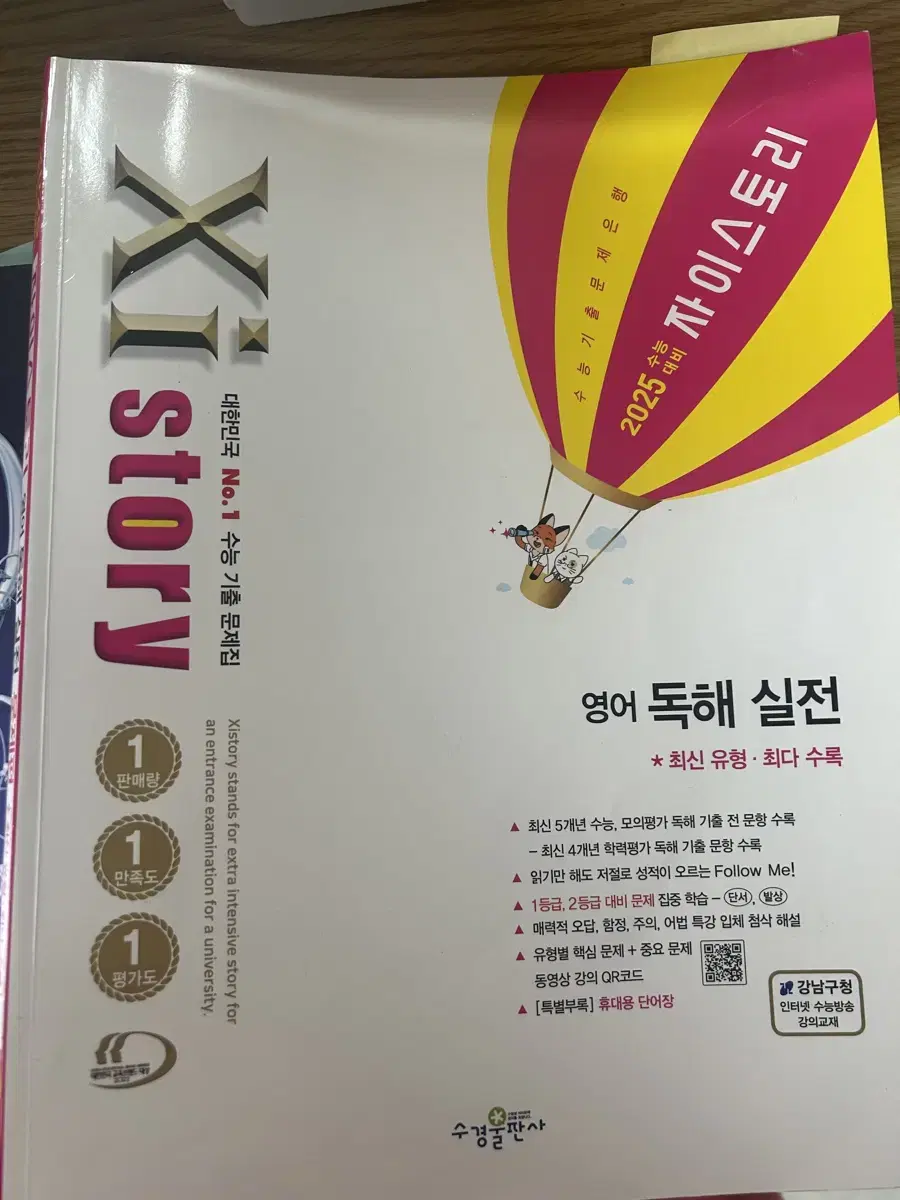 수능기출문제은행
2025 수능
대비
자이스토리
Xi
story
대한민국 No.1 수능 기출 문제집
Xistory stands for extra intensive story for
an entrance examination for a university.
1
판매량
1
만족도
1
평가도
영어 독해 실전
* 최신 유형·최다 수록
▲ 최신 5개년 수능, 모의평가 독해 기출 전 문항 수록
– 최신 4개년 학력평가 독해 기출 문항 수록
▲ 읽기만 해도 저절로 성적이 오르는 Follow Me!
▲ 1등급, 2등급 대비 문제 집중 학습 – 단서, 발상
▲ 매력적 오답, 함정, 주의, 어법 특강 입체 첨삭 해설
▲ 유형별 핵심 문제 + 중요 문제
동영상 강의 QR코드
▲ [특별부록] 휴대용 단어장
강남구청
인터넷 수능방송
강의교재
수경출판사